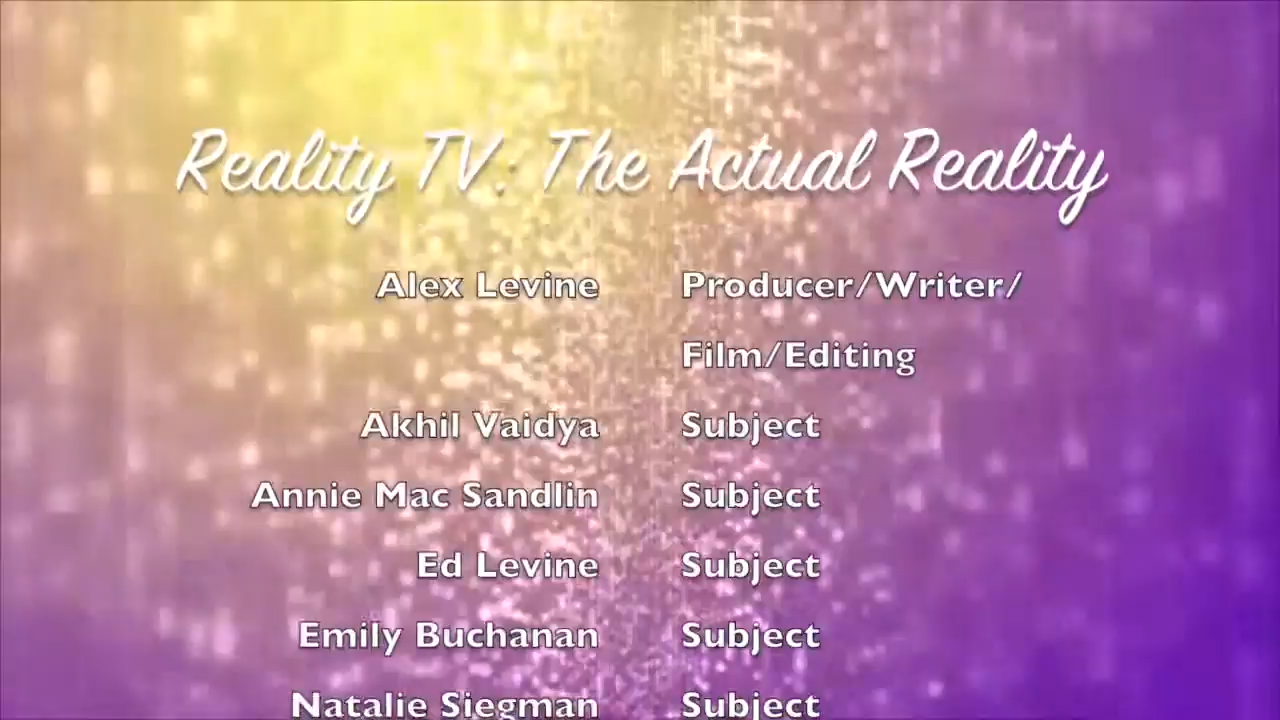 Reality TV: The Actual Reality
Alex Levine Producer/Writer/
Film/Editing
Akhil Vaidya Subject
Annie Mac Sandlin Subject
Ed Levine Subject
Emily Buchanan Subject
Natalie Siegman Subject